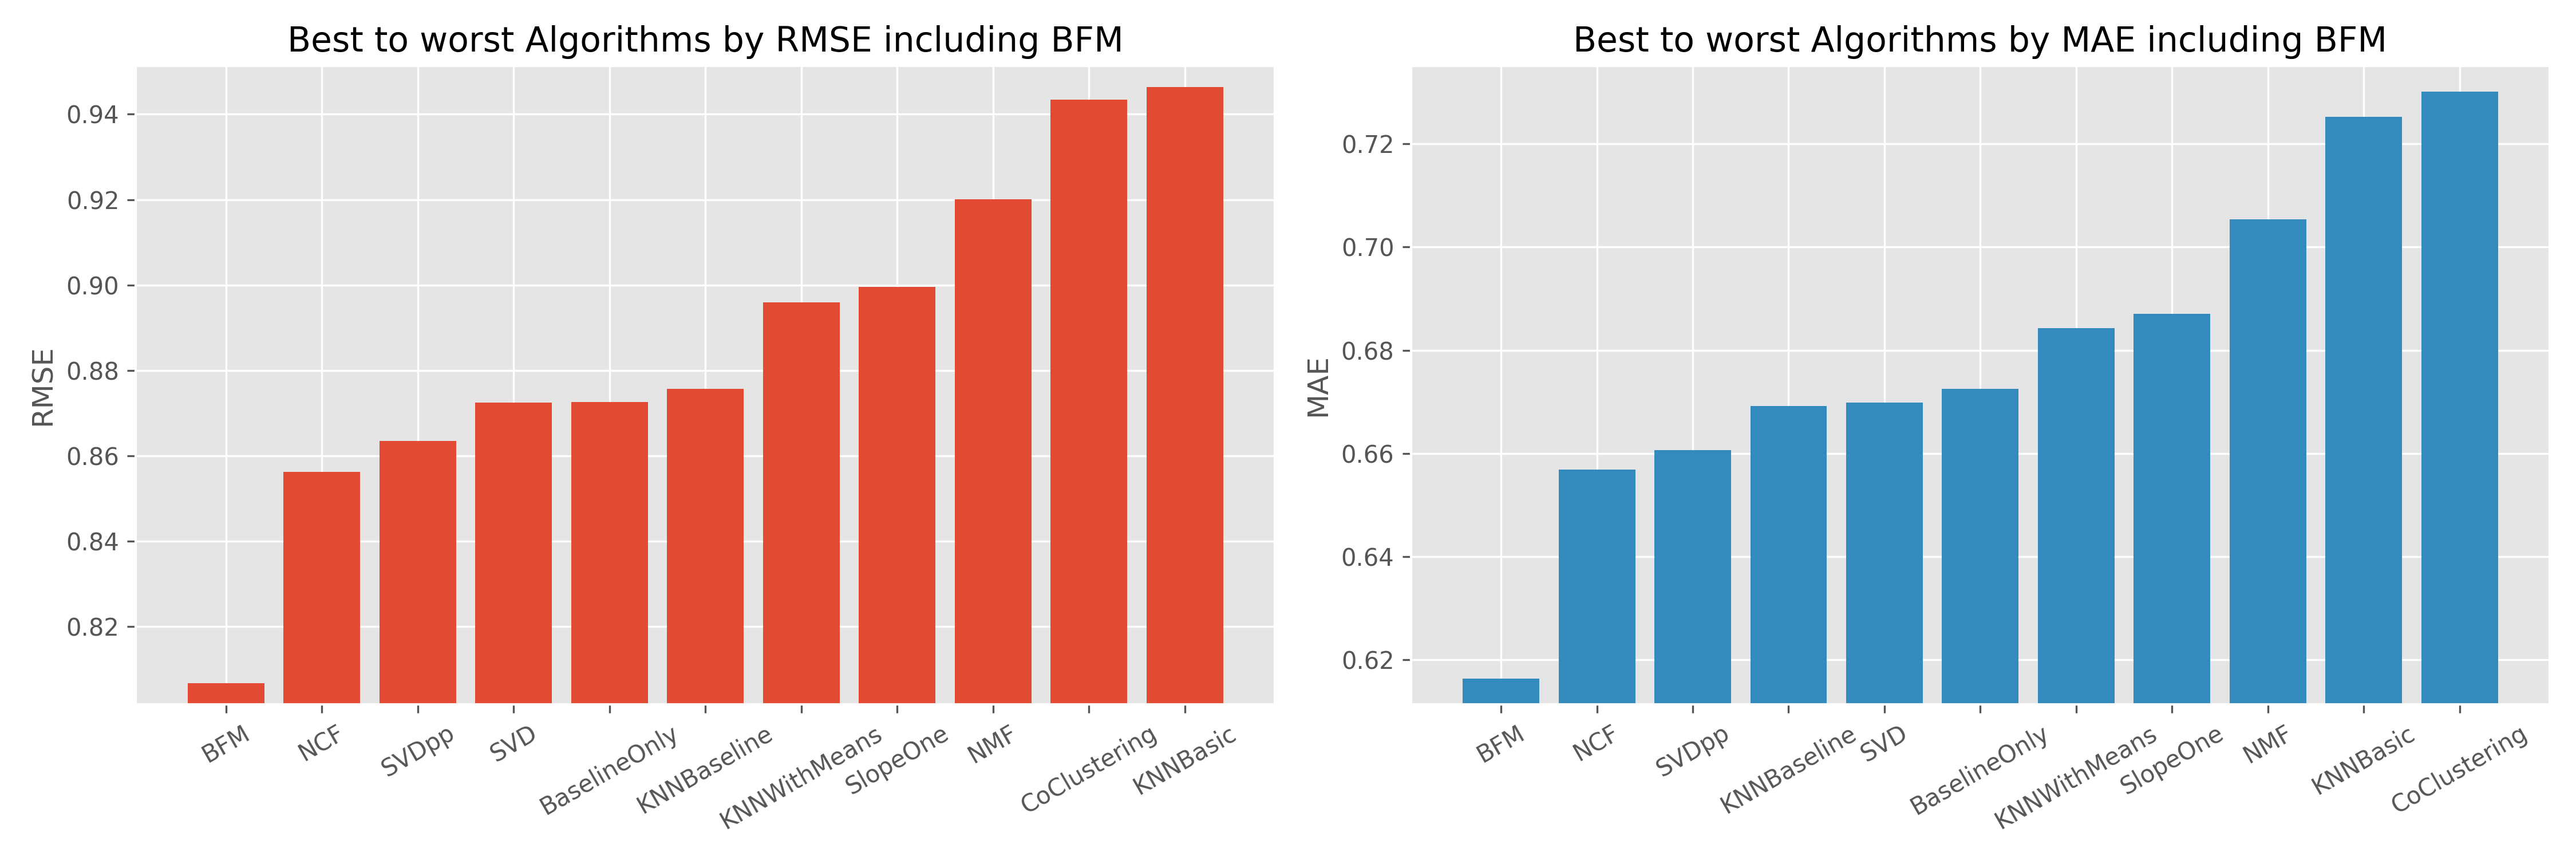 Best to worst Algorithms by RMSE including BFM
RMSE
0.94
0.92
0.90
0.88
0.86
0.84
0.82
BFM
NCF
SVDpp
SVD
BaselineOnly
KNNBaseline
KNNWithMeans
SlopeOne
NMF
CoClustering
KNNBasic
Best to worst Algorithms by MAE including BFM
MAE
0.72
0.70
0.68
0.66
0.64
0.62
BFM
NCF
SVDpp
KNNBaseline
SVD
BaselineOnly
KNNWithMeans
SlopeOne
NMF
KNNBasic
CoClustering